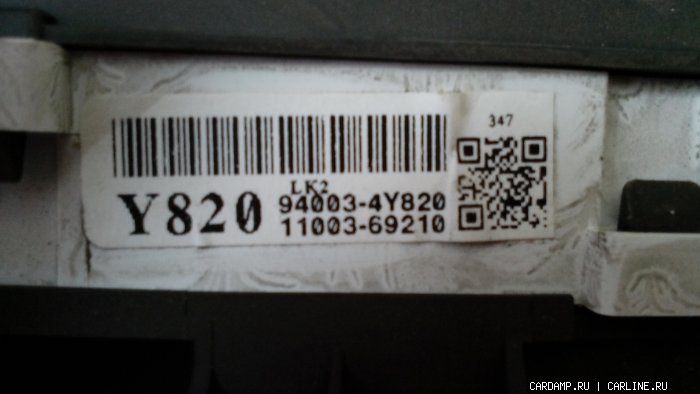 347
LK2
Y820 94003-4Y820
11003-69210
CARDAMP.RU | CARLINE.RU